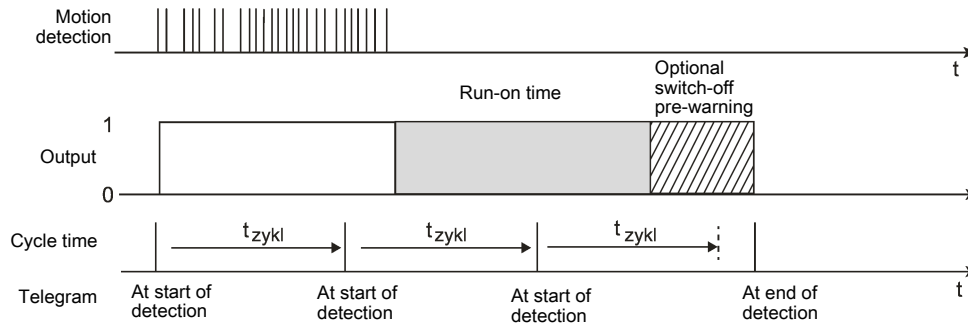 Motion
detection
t
Run-on time
Optional
switch-off
pre-warning
1
Output
0
Cycle time
tzykl
tzykl
tzykl
t
Telegram
At start of
detection
At start of
detection
At start of
detection
At end of
detection